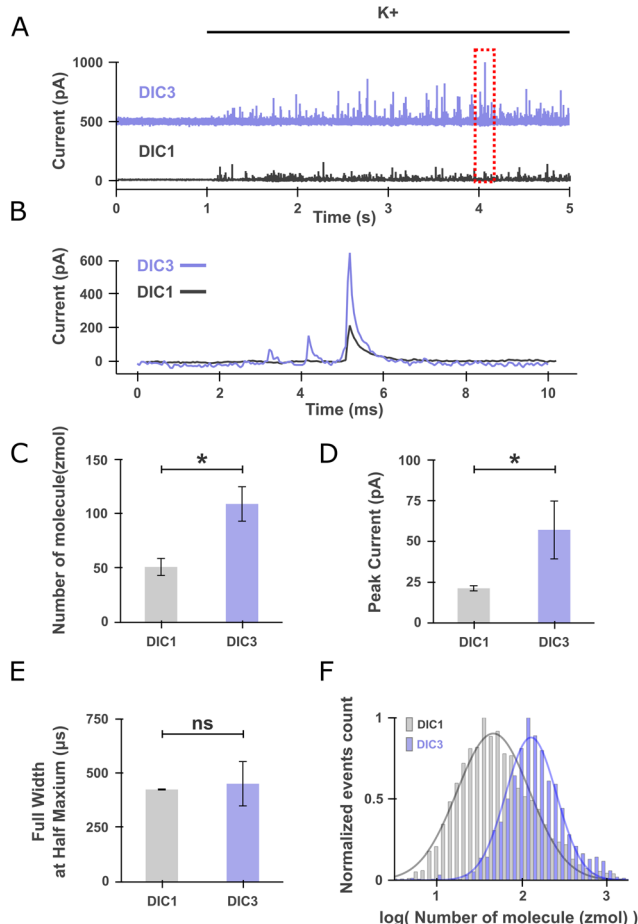 A
K+
1000
DIC3
500
DIC1
0
Current (pA)
0
1
2
3
4
5
Time (s)
B
DIC3
DIC1
600
400
200
0
Current (pA)
0
2
4
6
8
10
Time (ms)
C
150
100
50
0
Number of molecule(zmol)
*
DIC1
DIC3
D
100
75
50
25
0
Peak Current (pA)
*
DIC1
DIC3
E
750
500
250
0
Full Width
at Half Maxium (µs)
ns
DIC1
DIC3
F
1
0.5
0
Normalized events count
DIC1
DIC3
1
2
3
log( Number of molecule (zmol) )